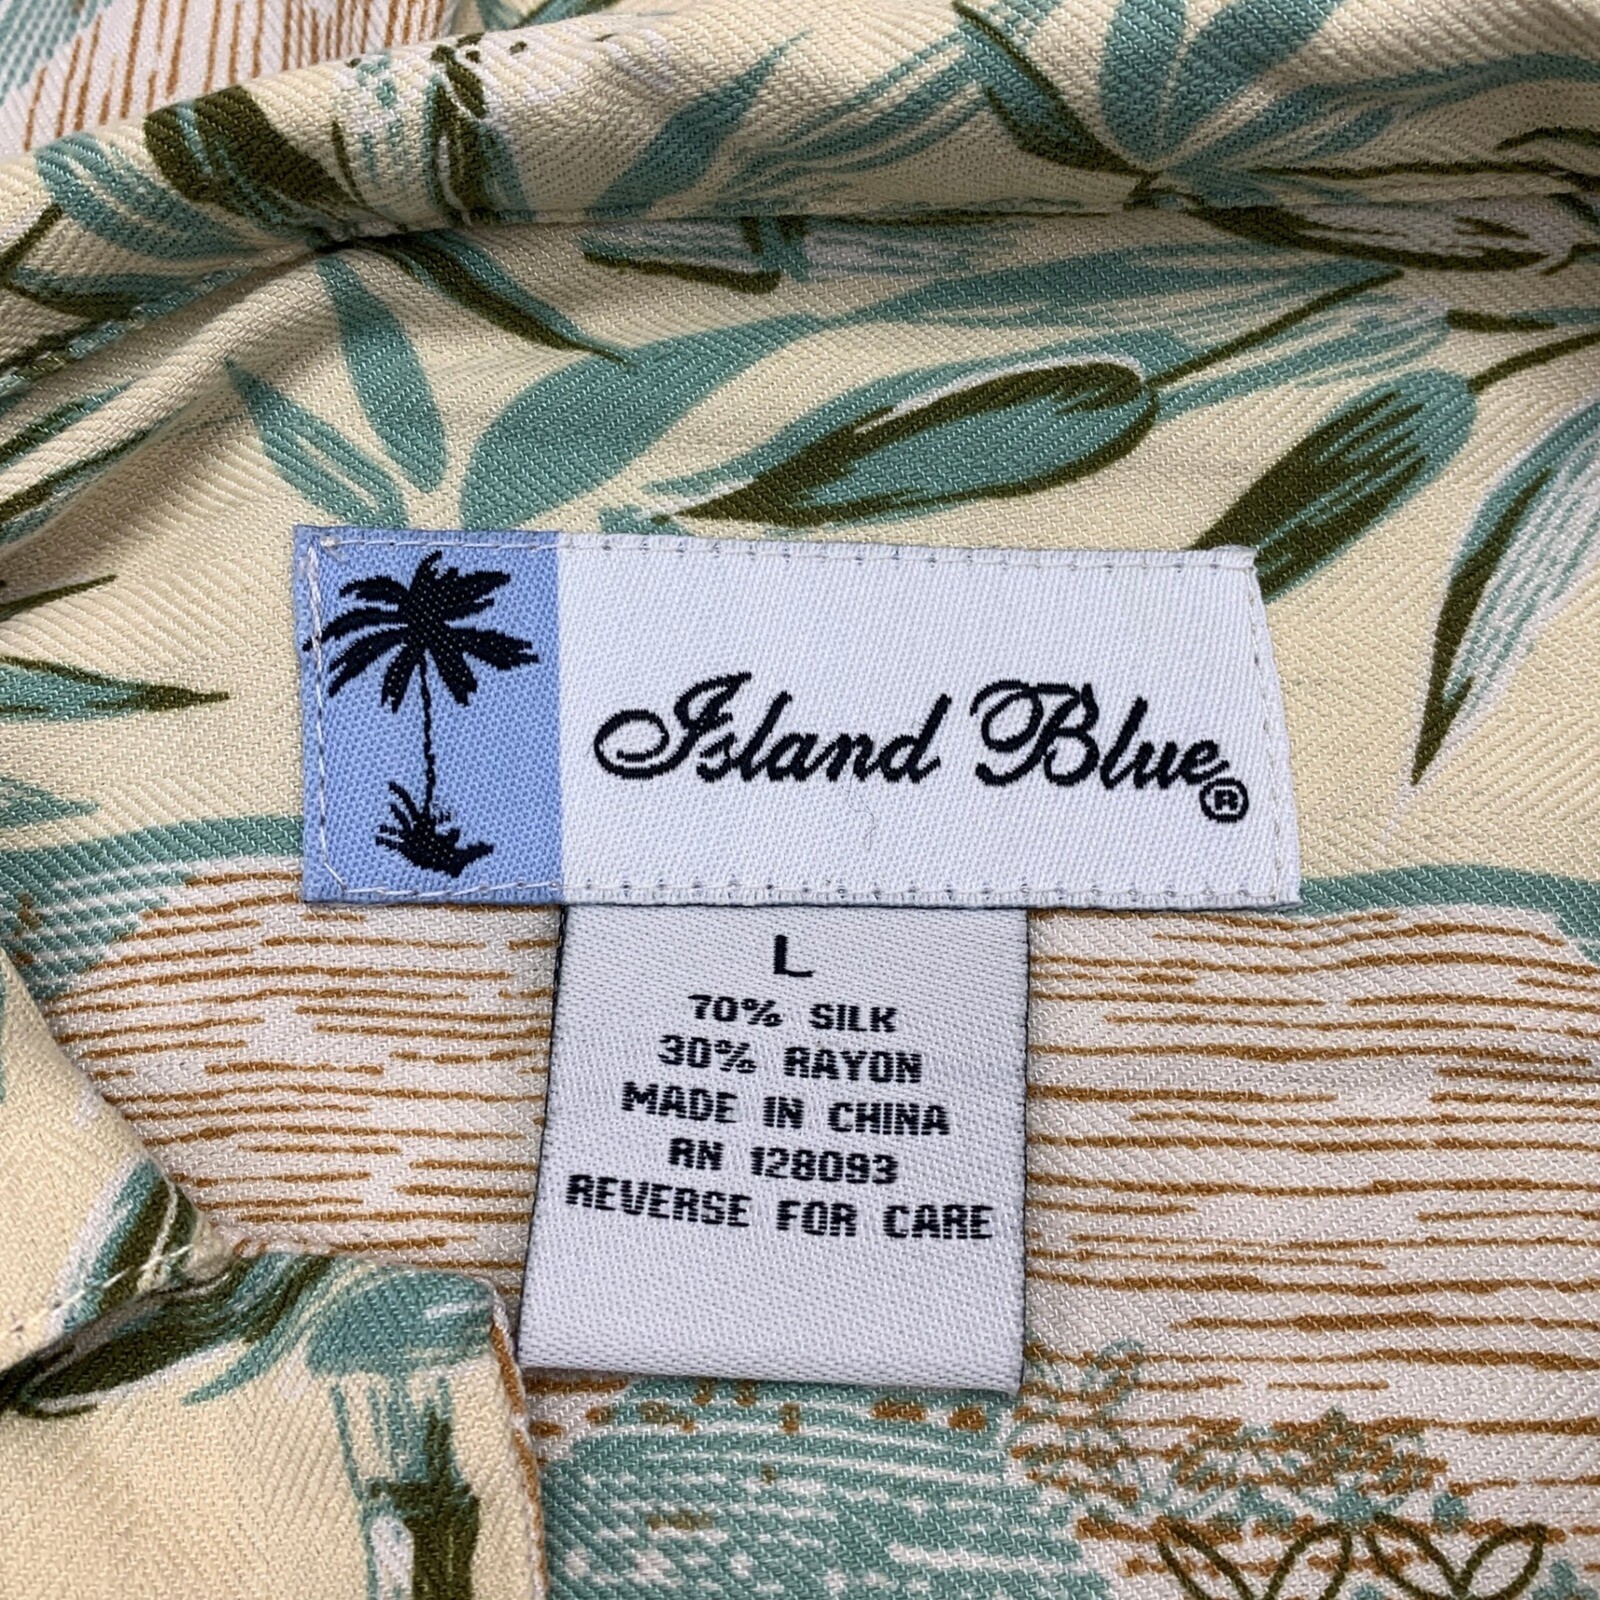 Island Blue®
L
70% SILK
30% RAYON
MADE IN CHINA
RN 128093
REVERSE FOR CARE